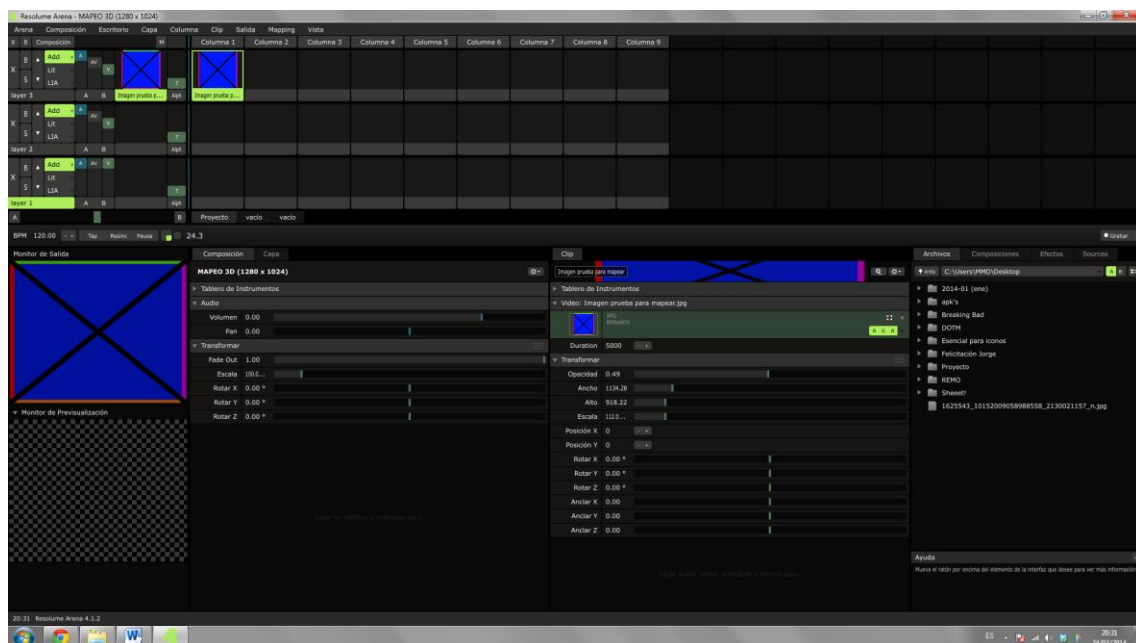 Resolume Arena - MAPEO 3D (1280 x 1024)
Arena Composición Escritorio Capa Columna Clip Salida Mapping Vista
X B Composición M Columna 1 Columna 2 Columna 3 Columna 4 Columna 5 Columna 6 Columna 7 Columna 8 Columna 9
B Add A AV V
X Lit
S LIA T
layer 3 A B Imagen prueba p... Alph Imagen prueba p...
B Add A AV V
X Lit
S LIA T
layer 2 A B Alph
B Add A AV V
X Lit
S LIA T
layer 1 A B Alph
A B Proyecto vacío vacío
BPM 120.00 - + Tap Resinc Pausa 24.3 Grabar
Monitor de Salida Composición Capa Clip Archivos Composiciones Efectos Sources
MAPEO 3D (1280 x 1024) Imagen prueba para mapear C:\Users\MMD\Desktop A
Tablero de Instrumentos Tablero de Instrumentos 2014-01 (ene)
Audio Video: Imagen prueba para mapear.jpg apk's
Volumen 0.00 JPG Breaking Bad
Pan 0.00 800x800 R G B DOTM
Transformar Duration 5000 - + Esencial para iconos
Fade Out 1.00 Transformar Felicitación Jorge
Escala 100.0... Opacidad 0.49 Proyecto
Rotar X 0.00 ° Ancho 1134.28 REMO
Rotar Y 0.00 ° Alto 918.22 Sheeet!
Rotar Z 0.00 ° Escala 112.0... 1625543_10152009058988558_2130021157_n.jpg
Monitor de Previsualización
Posición X 0 - +
Posición Y 0 - +
Rotar X 0.00 °
Rotar Y 0.00 °
Rotar Z 0.00 °
Anclar X 0.00
Anclar Y 0.00
Anclar Z 0.00
Ayuda
Mueva el ratón por encima del elemento de la interfaz que desee para ver más información
20:31 Resolume Arena 4.1.2
W
ES 20:31
24/02/2014